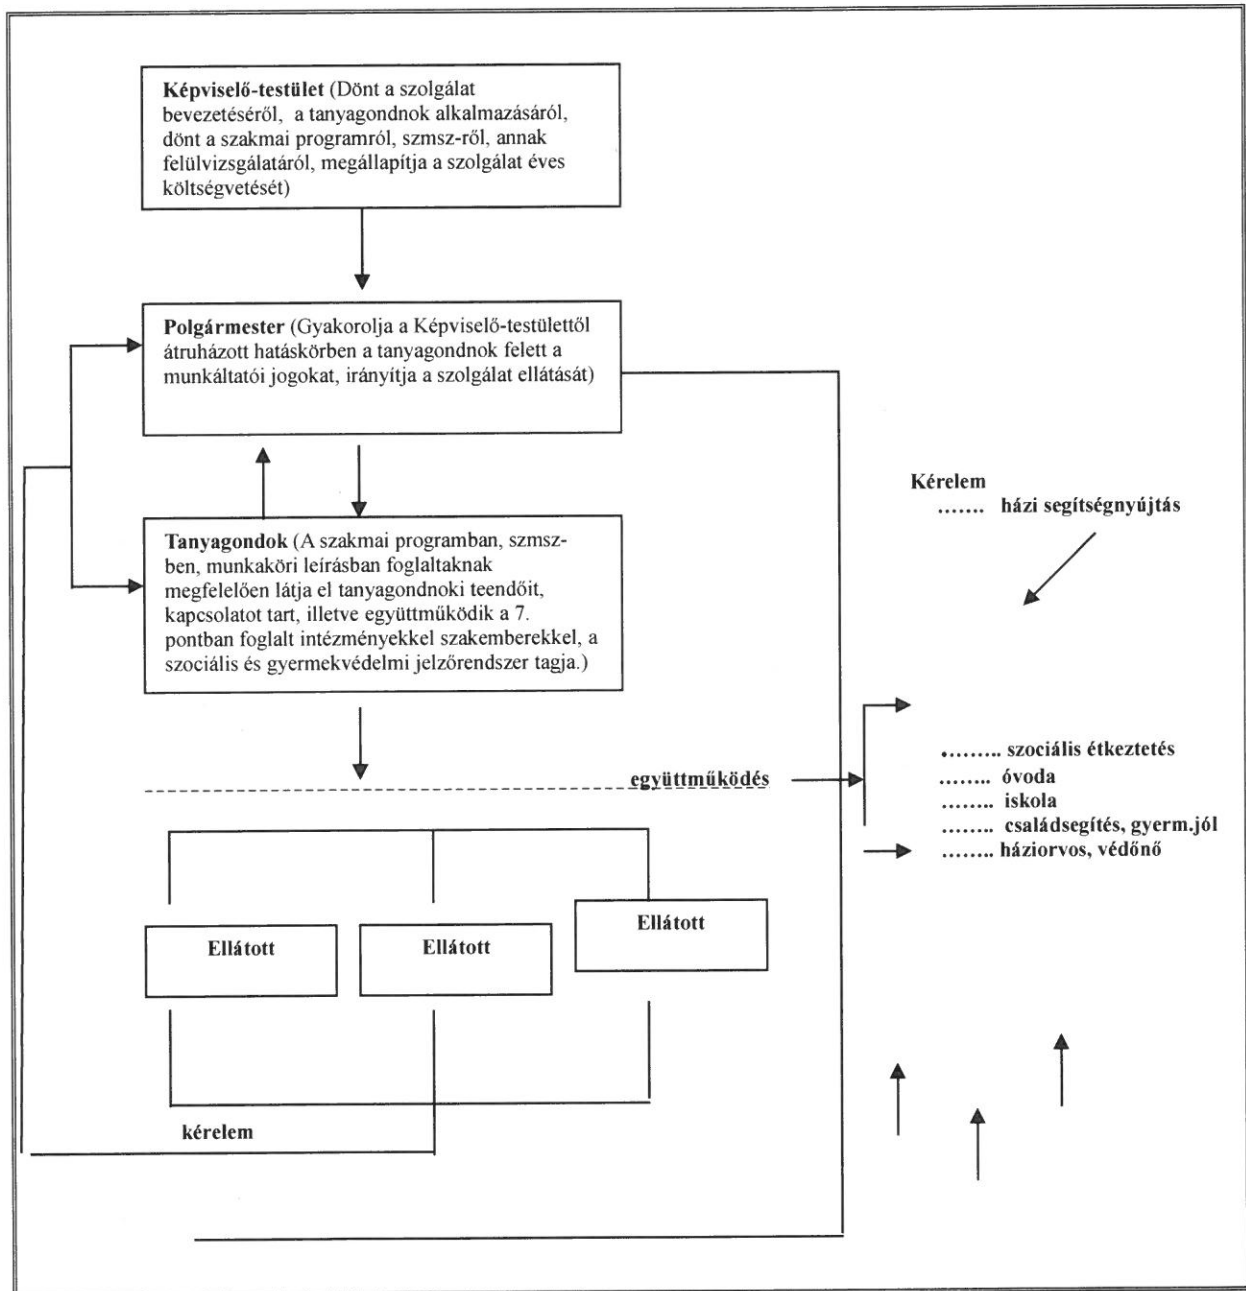 Képviselő-testület (Dönt a szolgálat
bevezetéséről, a tanyagondnok alkalmazásáról,
dönt a szakmai programról, szmsz-ről, annak
felülvizsgálatáról, megállapítja a szolgálat éves
költségvetését)
Polgármester (Gyakorolja a Képviselő-testülettől
átruházott hatáskörben a tanyagondnok felett a
munkáltatói jogokat, irányítja a szolgálat ellátását)
Tanyagondok (A szakmai programban, szmsz-
ben, munkaköri leírásban foglaltaknak
megfelelően látja el tanyagondnoki teendőit,
kapcsolatot tart, illetve együttműködik a 7.
pontban foglalt intézményekkel szakemberekkel, a
szociális és gyermekvédelmi jelzőrendszer tagja.)
együttműködés
Ellátott
Ellátott
Ellátott
kérelem
Kérelem
....... házi segítségnyújtás
......... szociális étkeztetés
........ óvoda
........ iskola
........ családsegítés, gyerm.jól
........ háziorvos, védőnő